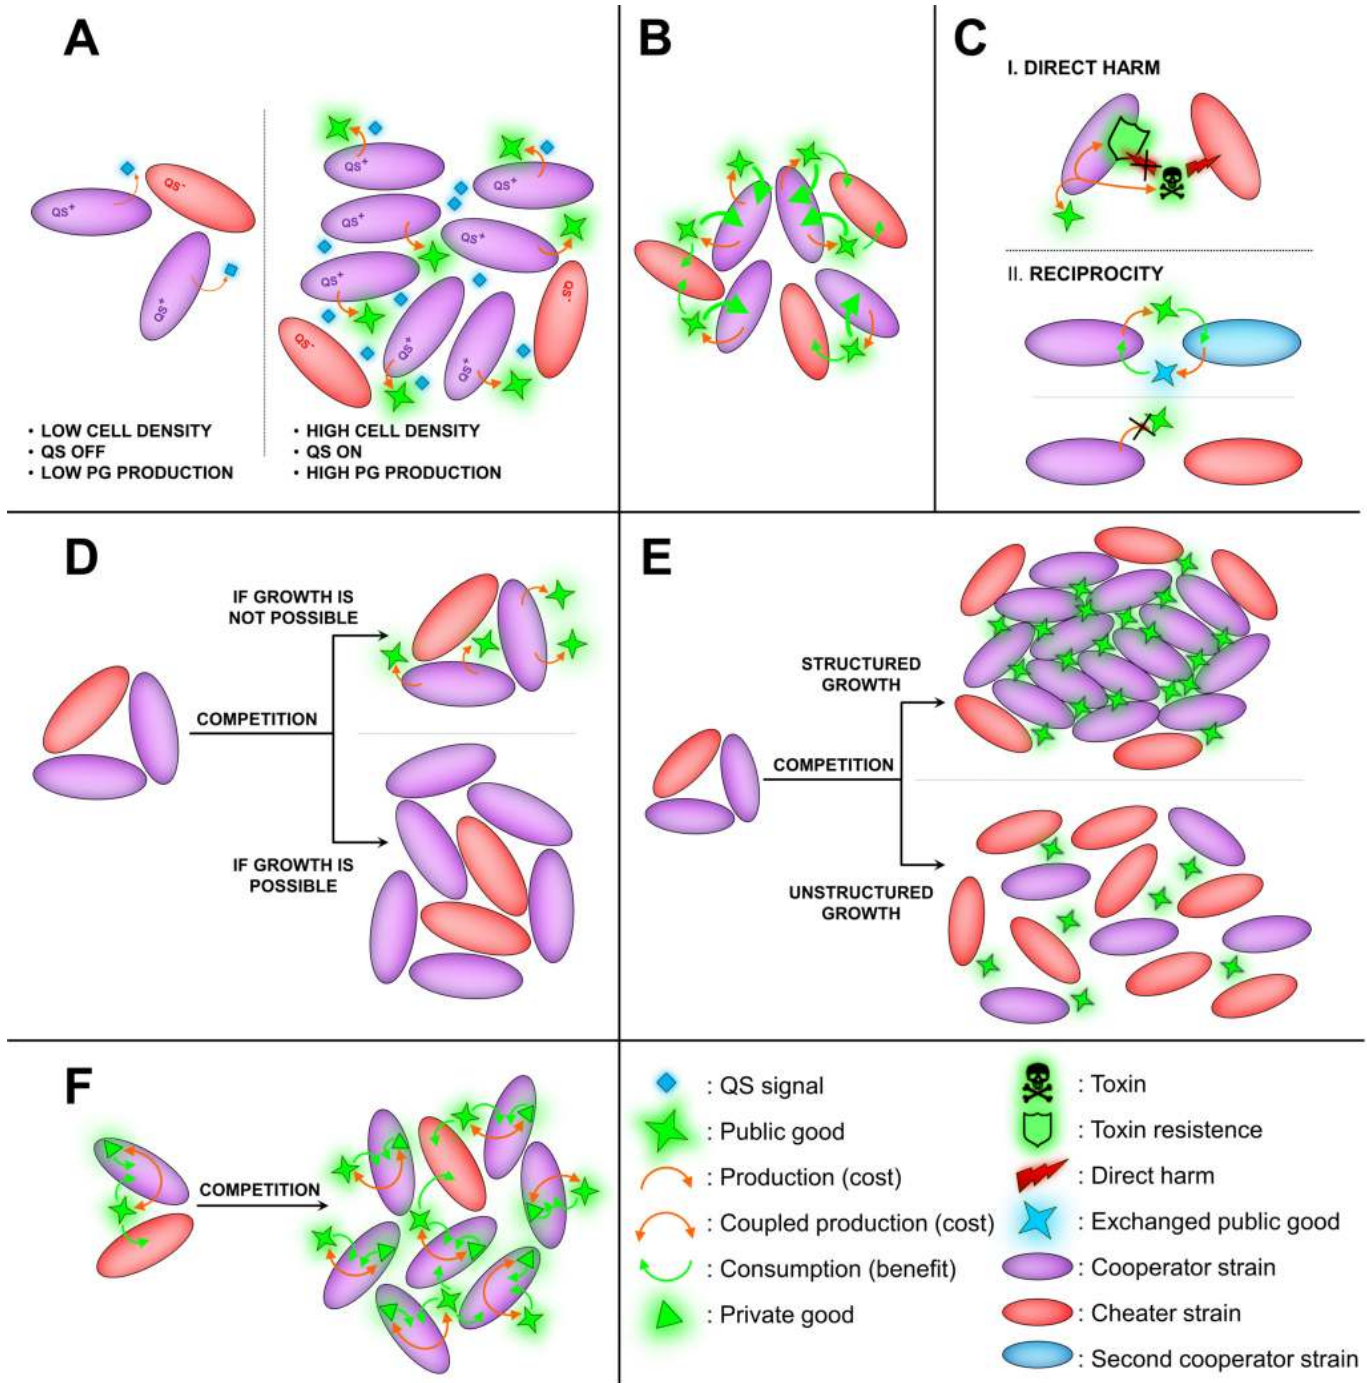 A
QS+
QS-
QS+
• LOW CELL DENSITY
• QS OFF
• LOW PG PRODUCTION
QS+
QS+
QS+
QS+
QS+
QS+
QS+
QS-
QS-
• HIGH CELL DENSITY
• QS ON
• HIGH PG PRODUCTION
B
C
I. DIRECT HARM
II. RECIPROCITY
D
COMPETITION
IF GROWTH IS
NOT POSSIBLE
IF GROWTH IS
POSSIBLE
E
COMPETITION
STRUCTURED
GROWTH
UNSTRUCTURED
GROWTH
F
COMPETITION
: QS signal
: Public good
: Production (cost)
: Coupled production (cost)
: Consumption (benefit)
: Private good
: Toxin
: Toxin resistence
: Direct harm
: Exchanged public good
: Cooperator strain
: Cheater strain
: Second cooperator strain